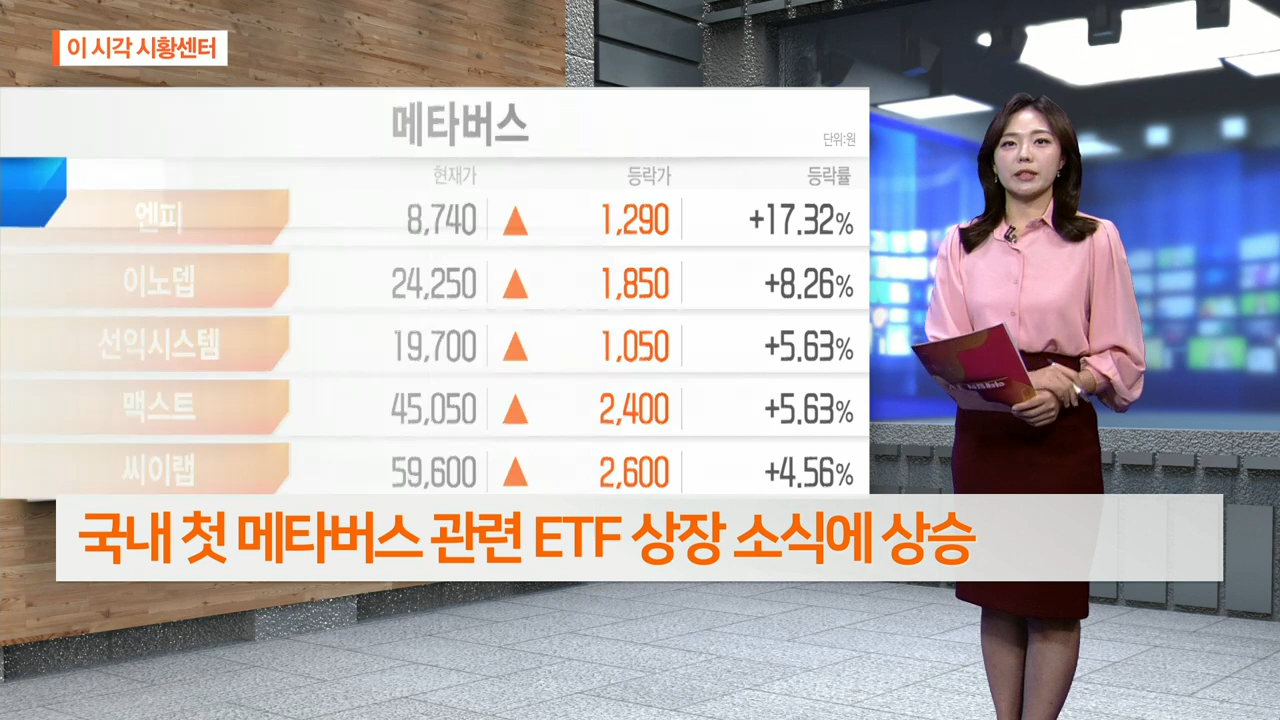 이 시각 시황센터
메타버스
단위:원
현재가 등락가 등락률
엔피 8,740 ▲ 1,290 +17.32%
이노뎁 24,250 ▲ 1,850 +8.26%
선익시스템 19,700 ▲ 1,050 +5.63%
맥스트 45,050 ▲ 2,400 +5.63%
씨이랩 59,600 ▲ 2,600 +4.56%
국내 첫 메타버스 관련 ETF 상장 소식에 상승